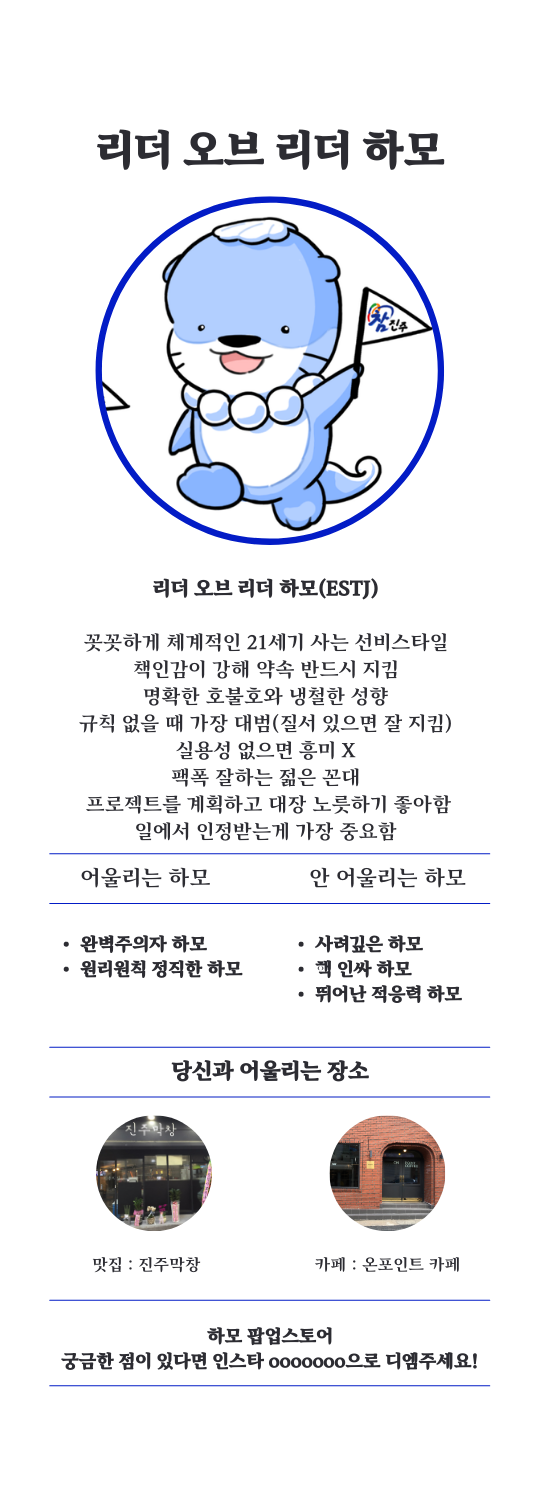 리더 오브 리더 하모
참진주
리더 오브 리더 하모(ESTJ)
꼿꼿하게 체계적인 21세기 사는 선비스타일
책인감이 강해 약속 반드시 지킴
명확한 호불호와 냉철한 성향
규칙 없을 때 가장 대범(질서 있으면 잘 지킴)
실용성 없으면 흥미 X
팩폭 잘하는 젊은 꼰대
프로젝트를 계획하고 대장 노릇하기 좋아함
일에서 인정받는게 가장 중요함
어울리는 하모
안 어울리는 하모
• 완벽주의자 하모
• 원리원칙 정직한 하모
• 사려깊은 하모
• 핵 인싸 하모
• 뛰어난 적응력 하모
당신과 어울리는 장소
진주막창
맛집 : 진주막창
카페 : 온포인트 카페
하모 팝업스토어
궁금한 점이 있다면 인스타 ooooooo으로 디엠주세요!